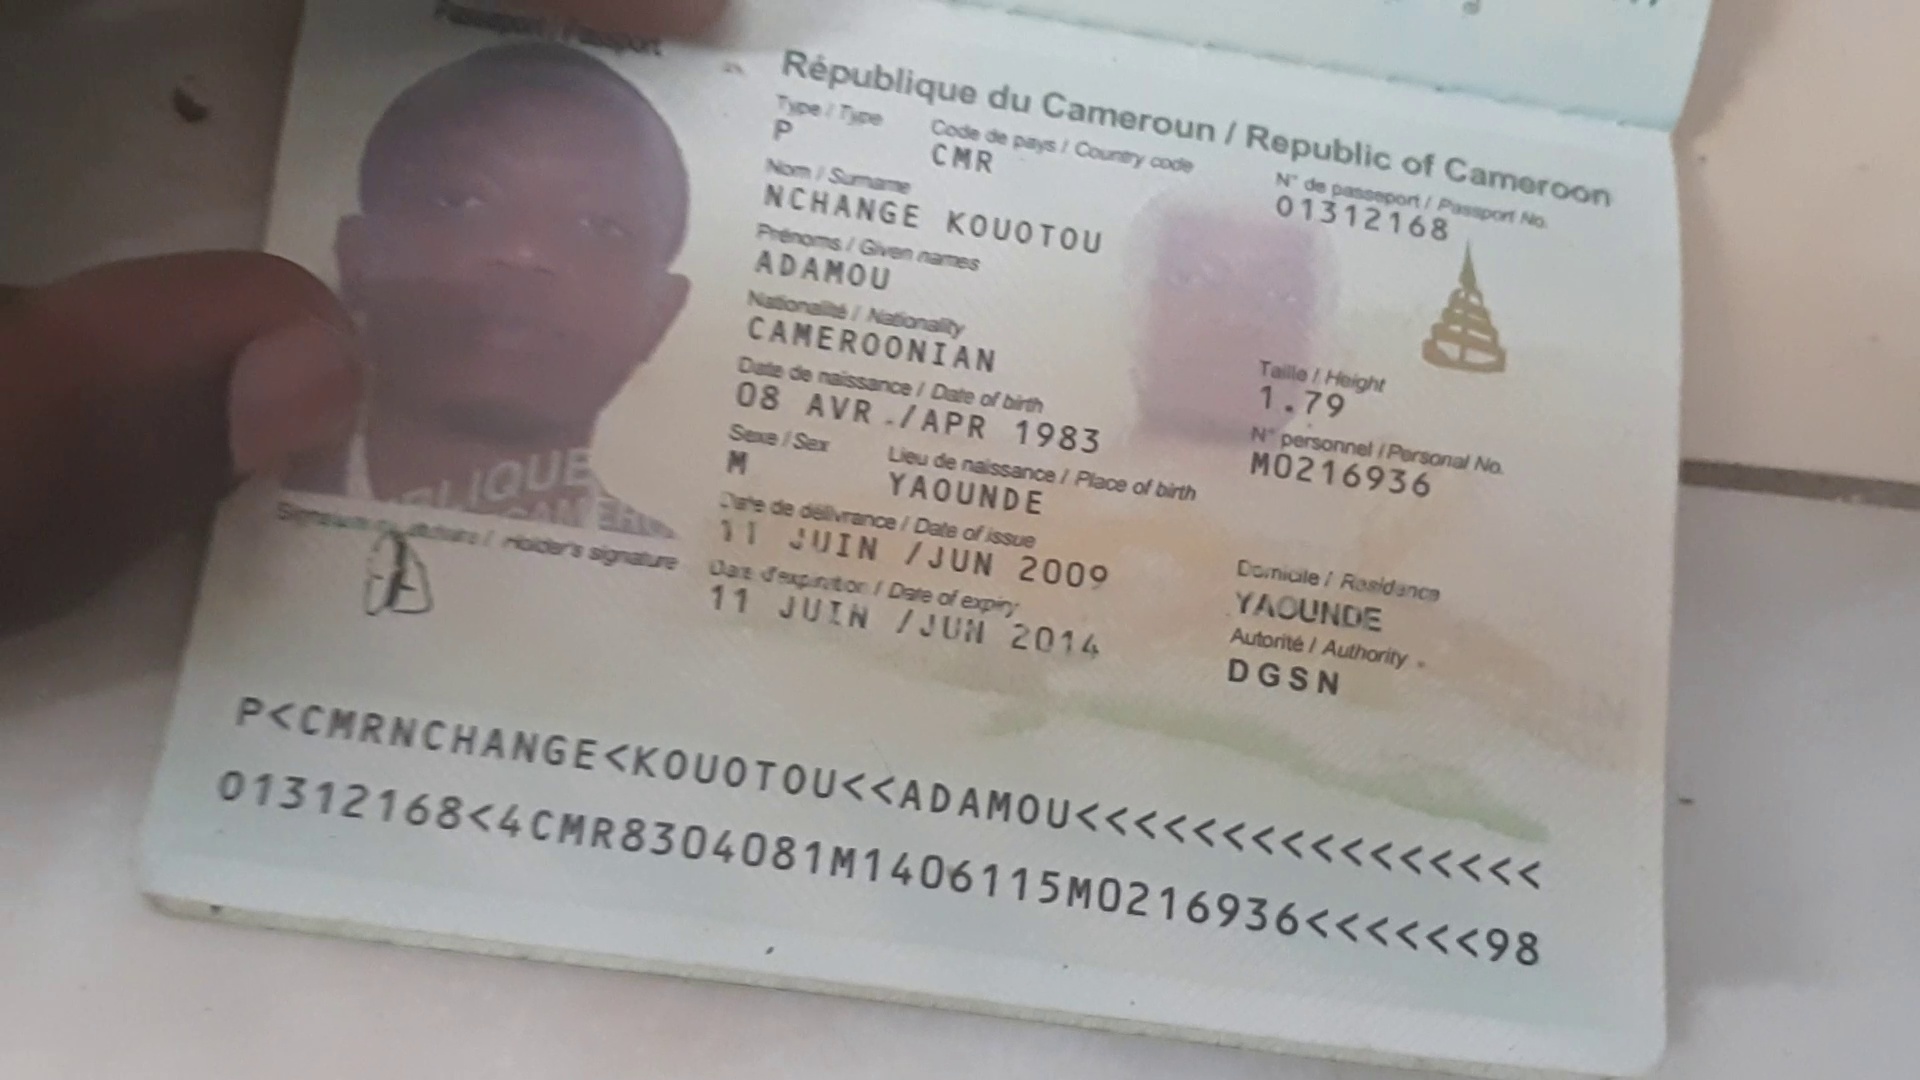 Passeport / Passport
République du Cameroun / Republic of Cameroon
Type / Type
P
Code de pays / Country code
CMR
N° de passeport / Passport No.
01312168
Nom / Surname
NCHANGE KOUOTOU
Prénoms / Given names
ADAMOU
Nationalité / Nationality
CAMEROONIAN
Date de naissance / Date of birth
08 AVR./APR 1983
Taille / Height
1.79
N° personnel / Personal No.
M0216936
Sexe / Sex
M
Lieu de naissance / Place of birth
YAOUNDE
Date de délivrance / Date of issue
11 JUIN /JUN 2009
Date d'expiration / Date of expiry
11 JUIN /JUN 2014
Domicile / Residence
YAOUNDE
Autorité / Authority
DGSN
/ Holder's signature
P<CMRNCHANGE<KOUOTOU<<ADAMOU<<<<<<<<<<<<<<<<
01312168<4CMR8304081M1406115M0216936<<<<<<98